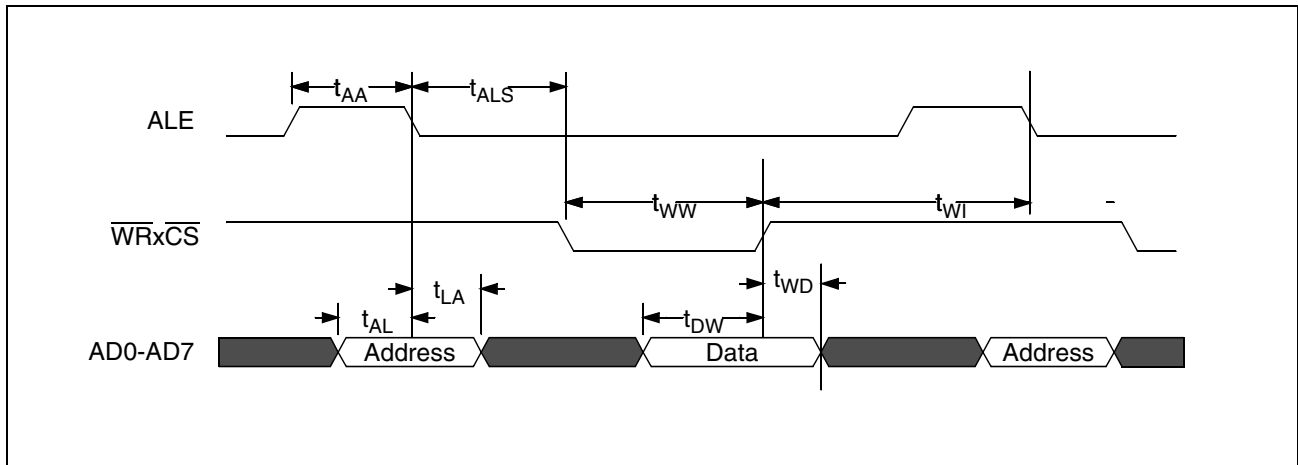 tAA
tALS
ALE
tWW
tWI
WRxCS
tLA
tWD
tAL
tDW
AD0-AD7
Address
Data
Address